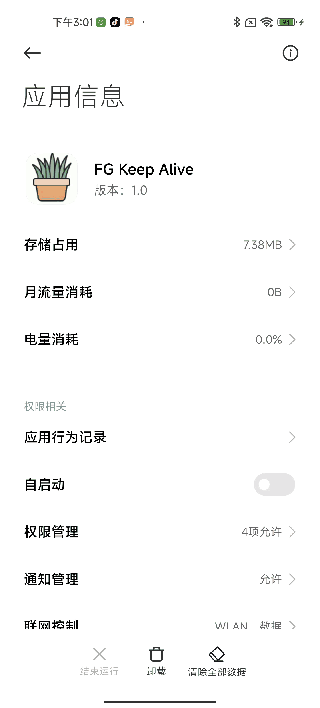 下午3:01
91
应用信息
FG Keep Alive
版本：1.0
存储占用 7.38MB
月流量消耗 0B
电量消耗 0.0%
权限相关
应用行为记录
自启动
权限管理 4项允许
通知管理 允许
联网控制 WLAN、数据
结束运行 卸载 清除全部数据